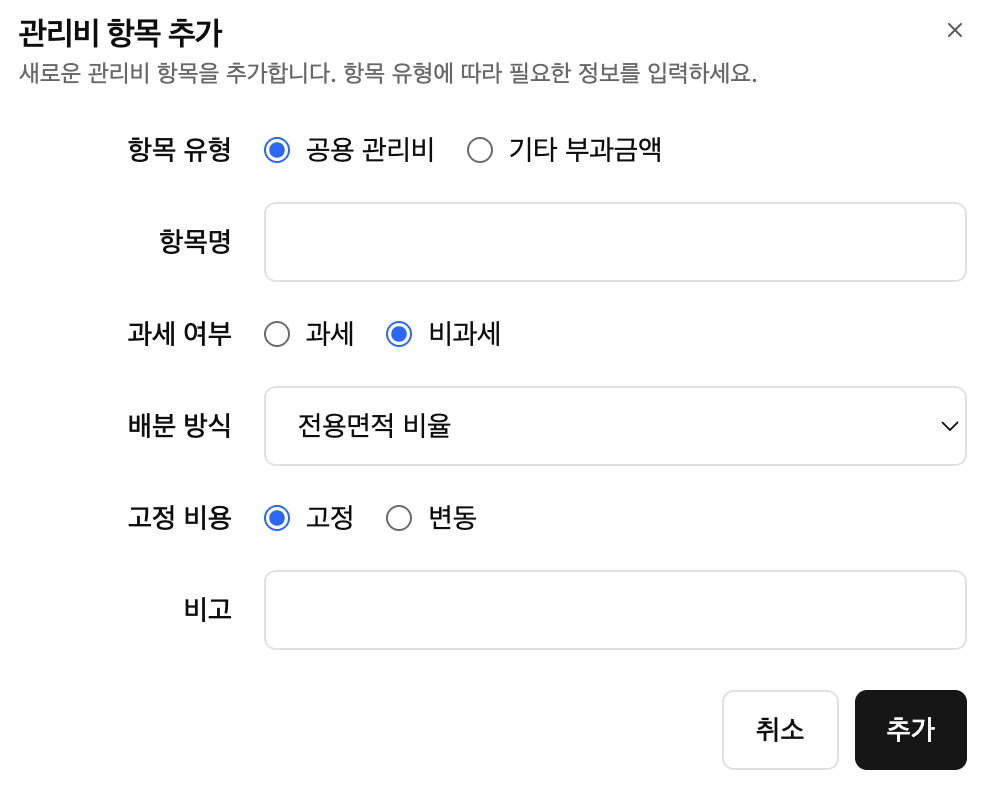 관리비 항목 추가
새로운 관리비 항목을 추가합니다. 항목 유형에 따라 필요한 정보를 입력하세요.
항목 유형 공용 관리비 기타 부과금액
항목명
과세 여부 과세 비과세
배분 방식 전용면적 비율
고정 비용 고정 변동
비고
취소 추가